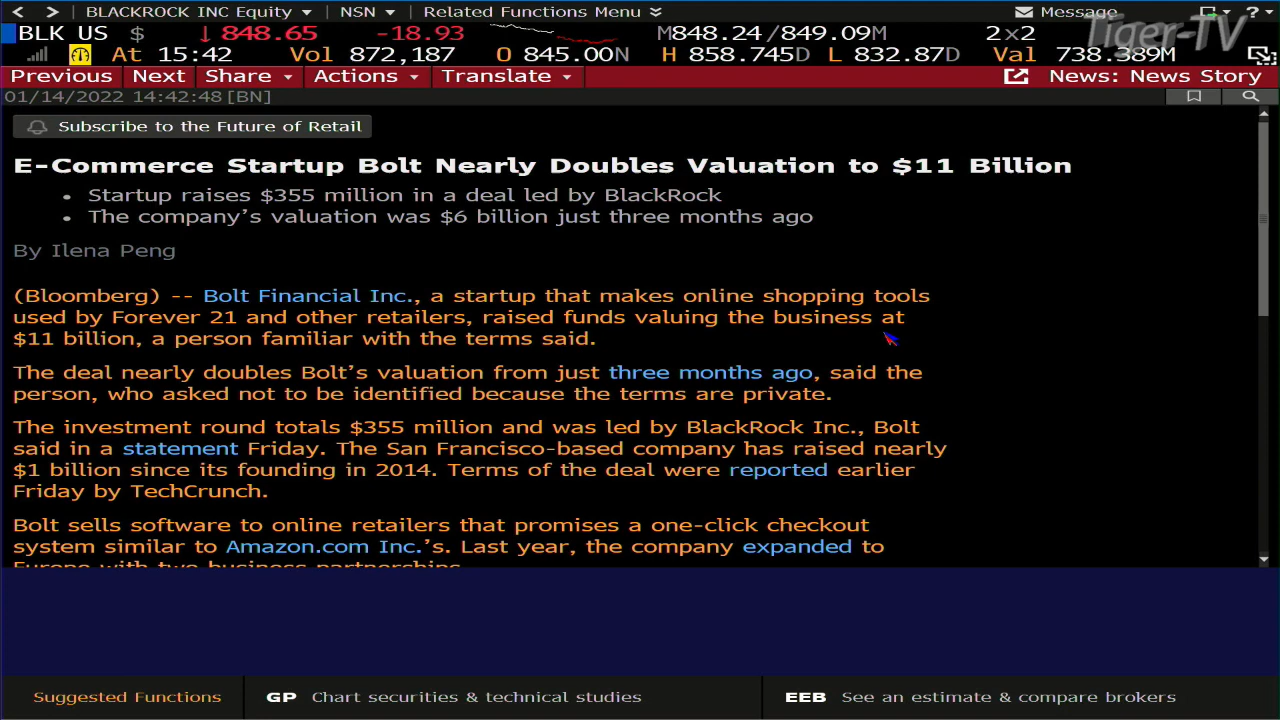 BLACKROCK INC Equity NSN Related Functions Menu Message ?
BLK US $ ↓ 848.65 -18.93 M848.24/849.09M 2×2
Tiger-TV
At 15:42 Vol 872,187 O 845.00N H 858.745D L 832.87D Val 738.389M
Previous Next Share Actions Translate News: News Story
01/14/2022 14:42:48 [BN]
Subscribe to the Future of Retail
E-Commerce Startup Bolt Nearly Doubles Valuation to $11 Billion
• Startup raises $355 million in a deal led by BlackRock
• The company's valuation was $6 billion just three months ago
By Ilena Peng
(Bloomberg) -- Bolt Financial Inc., a startup that makes online shopping tools
used by Forever 21 and other retailers, raised funds valuing the business at
$11 billion, a person familiar with the terms said.
The deal nearly doubles Bolt's valuation from just three months ago, said the
person, who asked not to be identified because the terms are private.
The investment round totals $355 million and was led by BlackRock Inc., Bolt
said in a statement Friday. The San Francisco-based company has raised nearly
$1 billion since its founding in 2014. Terms of the deal were reported earlier
Friday by TechCrunch.
Bolt sells software to online retailers that promises a one-click checkout
system similar to Amazon.com Inc.'s. Last year, the company expanded to
Europe with two business partnerships.
Suggested Functions GP Chart securities & technical studies EEB See an estimate & compare brokers